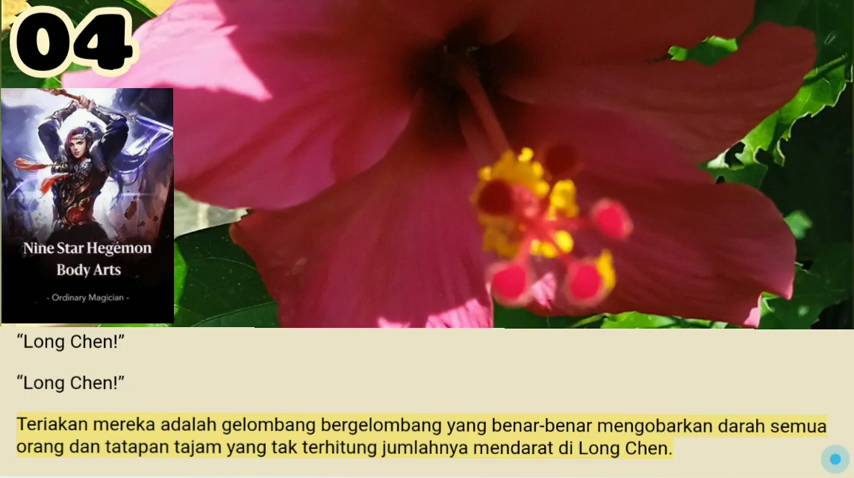 04
Nine Star Hegemon
Body Arts
- Ordinary Magician -
“Long Chen!”
“Long Chen!”
Teriakan mereka adalah gelombang bergelombang yang benar-benar mengobarkan darah semua
orang dan tatapan tajam yang tak terhitung jumlahnya mendarat di Long Chen.